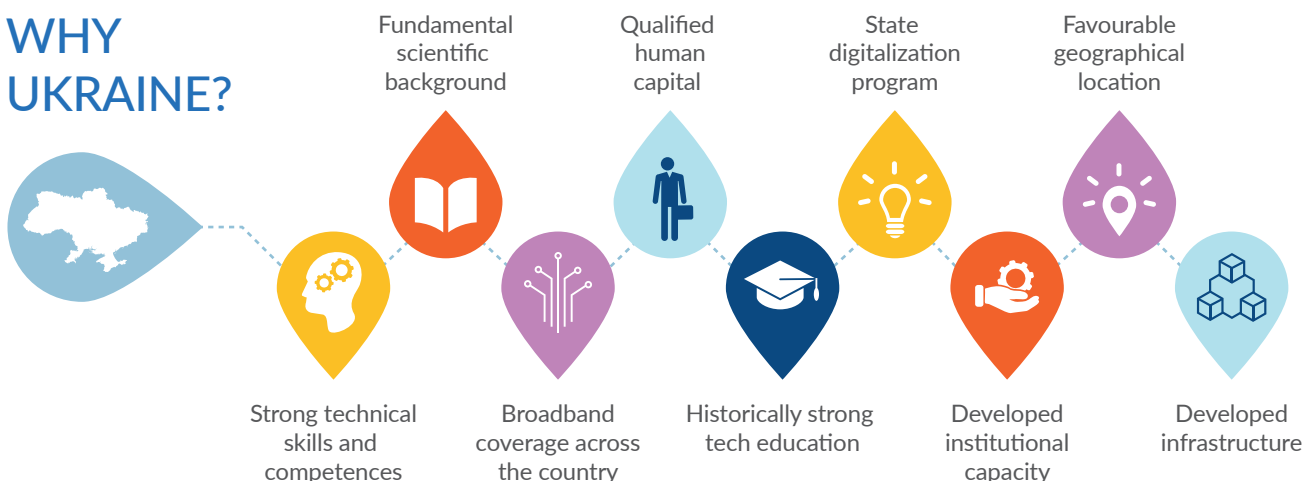 WHY
UKRAINE?
Fundamental
scientific
background
Qualified
human
capital
State
digitalization
program
Favourable
geographical
location
Strong technical
skills and
competences
Broadband
coverage across
the country
Historically strong
tech education
Developed
institutional
capacity
Developed
infrastructure